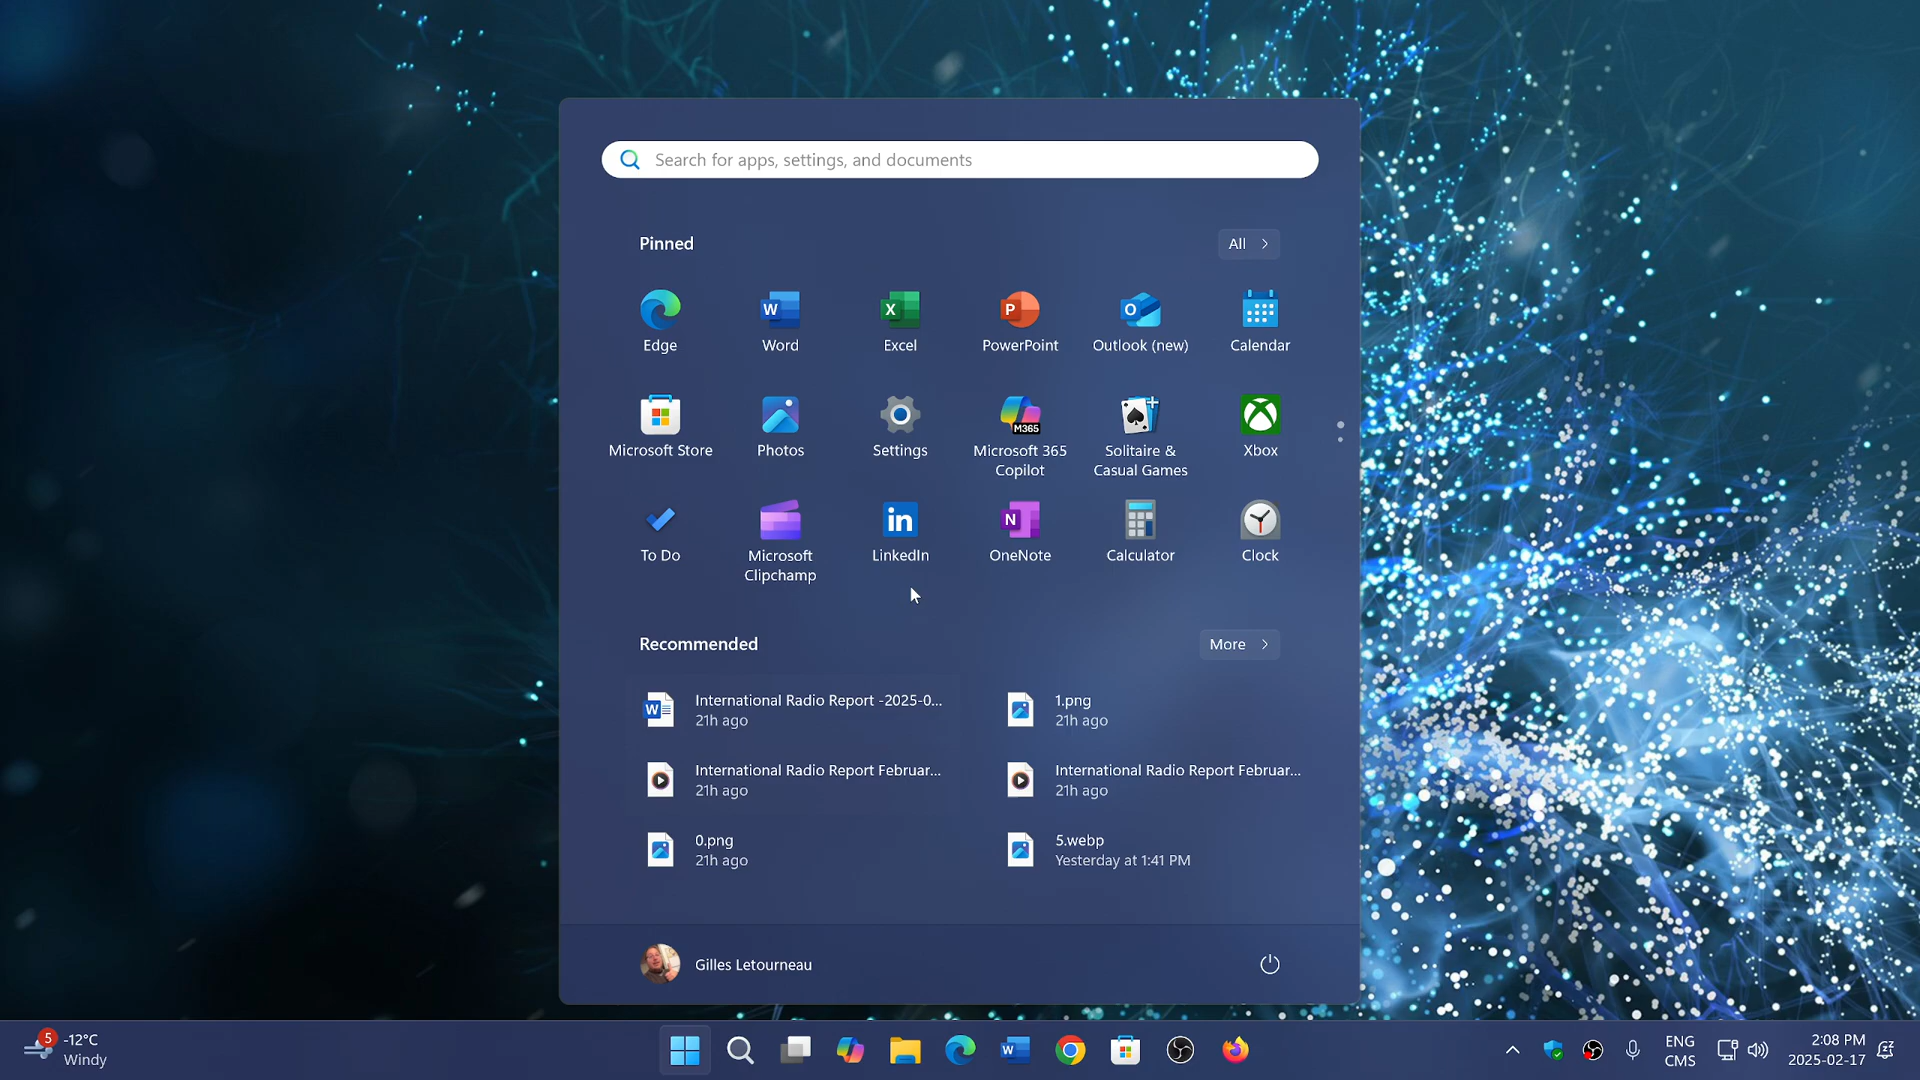 Search for apps, settings, and documents
Pinned
All
Edge
Word
Excel
PowerPoint
Outlook (new)
Calendar
Microsoft Store
Photos
Settings
M365
Microsoft 365
Copilot
Solitaire &
Casual Games
Xbox
To Do
Microsoft
Clipchamp
LinkedIn
OneNote
Calculator
Clock
Recommended
More
International Radio Report -2025-0...
21h ago
1.png
21h ago
International Radio Report Februar...
21h ago
International Radio Report Februar...
21h ago
0.png
21h ago
5.webp
Yesterday at 1:41 PM
Gilles Letourneau
5
-12°C
Windy
ENG
CMS
2:08 PM
2025-02-17